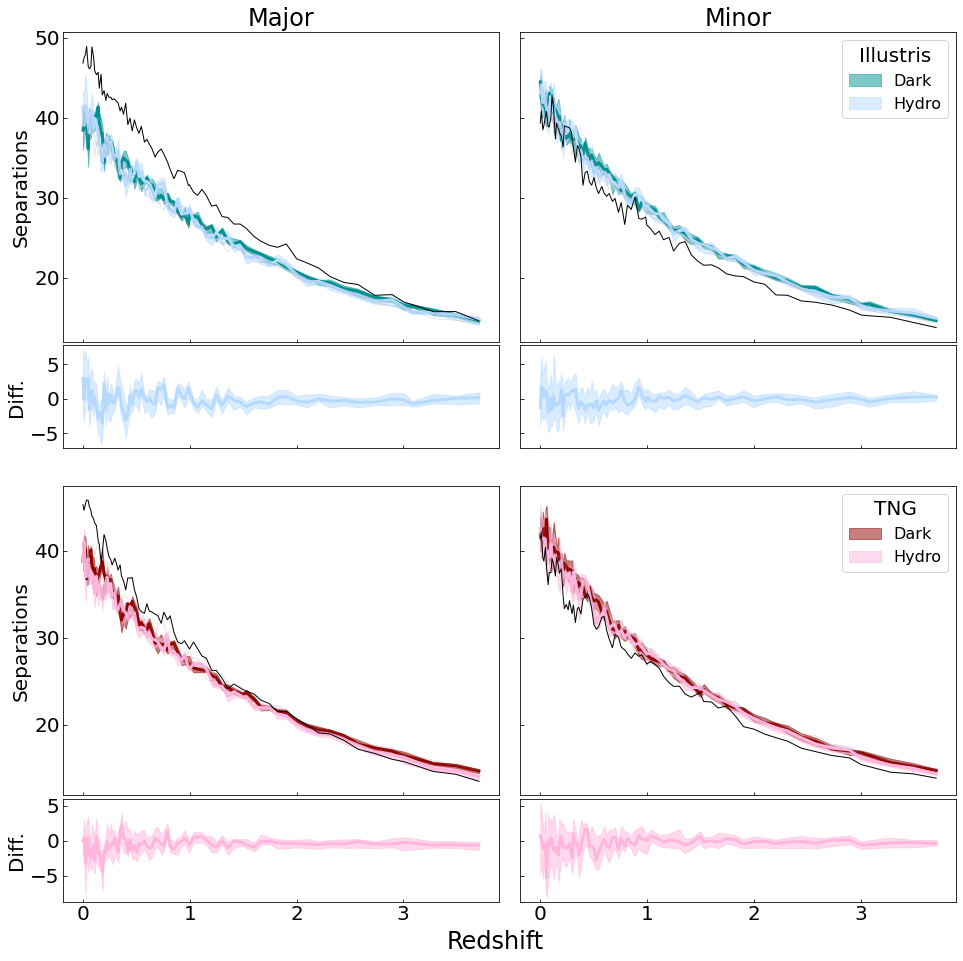 Major
Minor
50
40
30
20
Separations
Illustris
Dark
Hydro
5
0
−5
Diff.
40
30
20
Separations
TNG
Dark
Hydro
5
0
−5
Diff.
0 1 2 3
0 1 2 3
Redshift